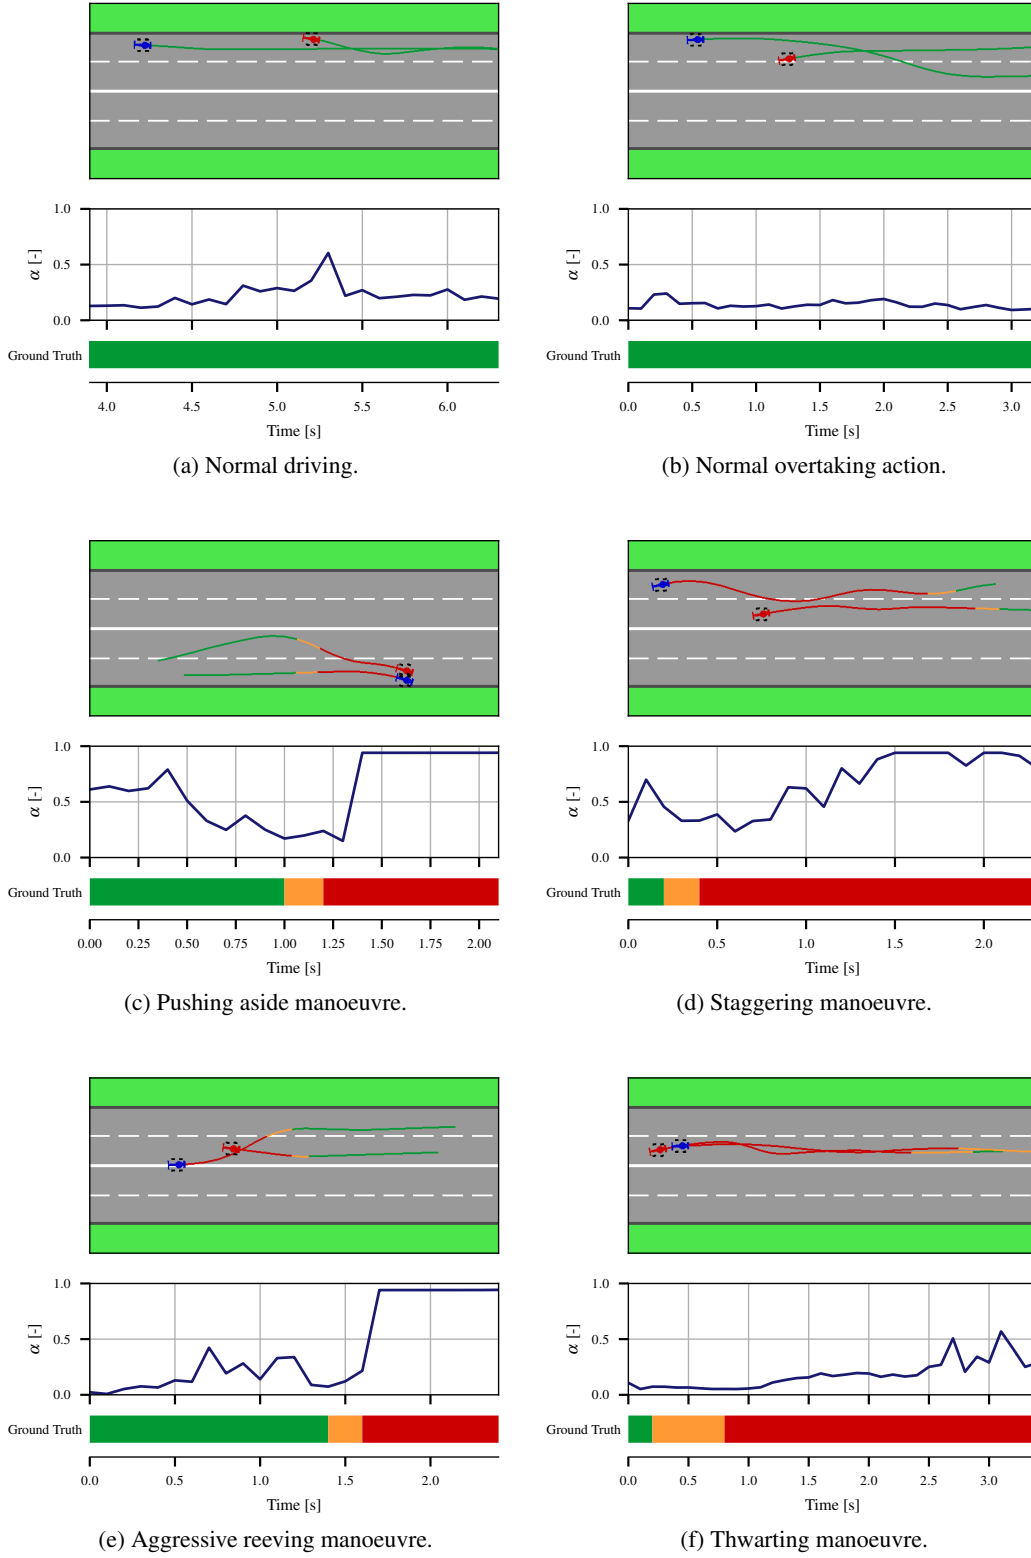 1.0
0.5
0.0
α [-]
Ground Truth
4.0 4.5 5.0 5.5 6.0
Time [s]
(a) Normal driving.
1.0
0.5
0.0
α [-]
Ground Truth
0.0 0.5 1.0 1.5 2.0 2.5 3.0
Time [s]
(b) Normal overtaking action.
1.0
0.5
0.0
α [-]
Ground Truth
0.00 0.25 0.50 0.75 1.00 1.25 1.50 1.75 2.00
Time [s]
(c) Pushing aside manoeuvre.
1.0
0.5
0.0
α [-]
Ground Truth
0.0 0.5 1.0 1.5 2.0
Time [s]
(d) Staggering manoeuvre.
1.0
0.5
0.0
α [-]
Ground Truth
0.0 0.5 1.0 1.5 2.0
Time [s]
(e) Aggressive reeving manoeuvre.
1.0
0.5
0.0
α [-]
Ground Truth
0.0 0.5 1.0 1.5 2.0 2.5 3.0
Time [s]
(f) Thwarting manoeuvre.